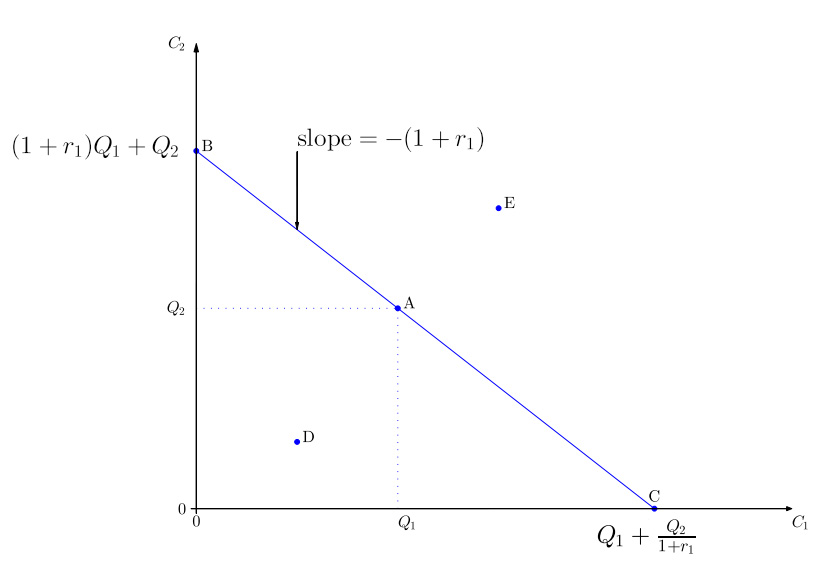 C₂
slope = −(1 + r₁)
(1 + r₁)Q₁ + Q₂
B
E
Q₂
A
D
C
0
0
Q₁
C₁
Q₁ + Q₂/(1+r₁)